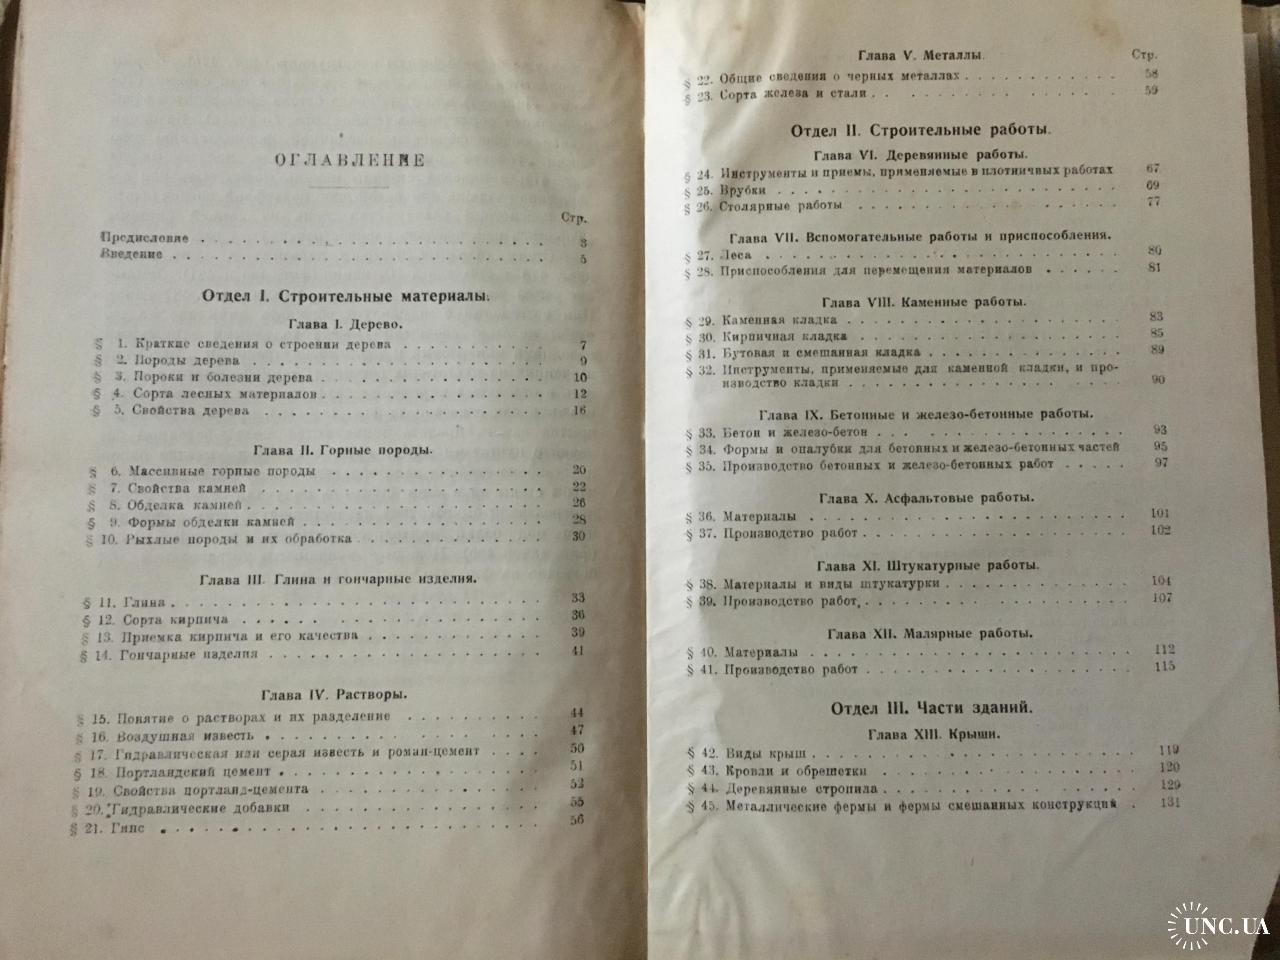 ОГЛАВЛЕНИЕ
Стр.
Предисловие . . . . . . . . . . 3
Введение . . . . . . . . . . 5
Отдел I. Строительные материалы.
Глава I. Дерево.
§ 1. Краткие сведения о строении дерева . . . . . . . . . . 7
§ 2. Породы дерева . . . . . . . . . . 9
§ 3. Пороки и болезни дерева . . . . . . . . . . 10
§ 4. Сорта лесных материалов . . . . . . . . . . 12
§ 5. Свойства дерева . . . . . . . . . . 16
Глава II. Горные породы.
§ 6. Массивные горные породы . . . . . . . . . . 20
§ 7. Свойства камней . . . . . . . . . . 22
§ 8. Обделка камней . . . . . . . . . . 26
§ 9. Формы обделки камней . . . . . . . . . . 28
§ 10. Рыхлые породы и их обработка . . . . . . . . . . 30
Глава III. Глина и гончарные изделия.
§ 11. Глина . . . . . . . . . . 33
§ 12. Сорта кирпича . . . . . . . . . . 36
§ 13. Приемка кирпича и его качества . . . . . . . . . . 39
§ 14. Гончарные изделия . . . . . . . . . . 41
Глава IV. Растворы.
§ 15. Понятие о растворах и их разделение . . . . . . . . 44
§ 16. Воздушная известь . . . . . . . . . . 47
§ 17. Гидравлическая или серая известь и роман-цемент . . . . 50
§ 18. Портландский цемент . . . . . . . . . . 51
§ 19. Свойства портланд-цемента . . . . . . . . . . 52
§ 20. Гидравлические добавки . . . . . . . . . . 55
§ 21. Гипс . . . . . . . . . . 56
Глава V. Металлы. Стр.
§ 22. Общие сведения о черных металлах . . . . . . . . . . 58
§ 23. Сорта железа и стали . . . . . . . . . . 59
Отдел II. Строительные работы.
Глава VI. Деревянные работы.
§ 24. Инструменты и приемы, применяемые в плотничных работах 67
§ 25. Врубки . . . . . . . . . . 69
§ 26. Столярные работы . . . . . . . . . . 77
Глава VII. Вспомогательные работы и приспособления.
§ 27. Леса . . . . . . . . . . 80
§ 28. Приспособления для перемещения материалов . . . . . . 81
Глава VIII. Каменные работы.
§ 29. Каменная кладка . . . . . . . . . . 83
§ 30. Кирпичная кладка . . . . . . . . . . 85
§ 31. Бутовая и смешанная кладка . . . . . . . . . . 89
§ 32. Инструменты, применяемые для каменной кладки, и про-
изводство кладки . . . . . . . . . . 90
Глава IX. Бетонные и железо-бетонные работы.
§ 33. Бетон и железо-бетон . . . . . . . . . . 93
§ 34. Формы и опалубки для бетонных и железо-бетонных частей 95
§ 35. Производство бетонных и железо-бетонных работ . . . . . 97
Глава X. Асфальтовые работы.
§ 36. Материалы . . . . . . . . . . 101
§ 37. Производство работ . . . . . . . . . . 102
Глава XI. Штукатурные работы.
§ 38. Материалы и виды штукатурки . . . . . . . . . . 104
§ 39. Производство работ . . . . . . . . . . 107
Глава XII. Малярные работы.
§ 40. Материалы . . . . . . . . . . 112
§ 41. Производство работ . . . . . . . . . . 115
Отдел III. Части зданий.
Глава XIII. Крыши.
§ 42. Виды крыш . . . . . . . . . . 119
§ 43. Кровли и обрешетки . . . . . . . . . . 120
§ 44. Деревянные стропила . . . . . . . . . . 129
§ 45. Металлические фермы и фермы смешанных конструкций . 131
UNC.UA